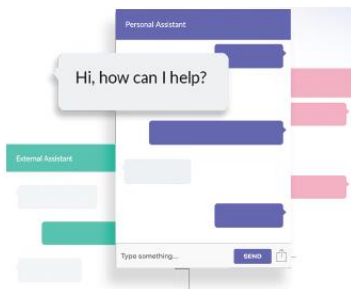 Personal Assistant
Hi, how can I help?
External Assistant
Type something...
SEND